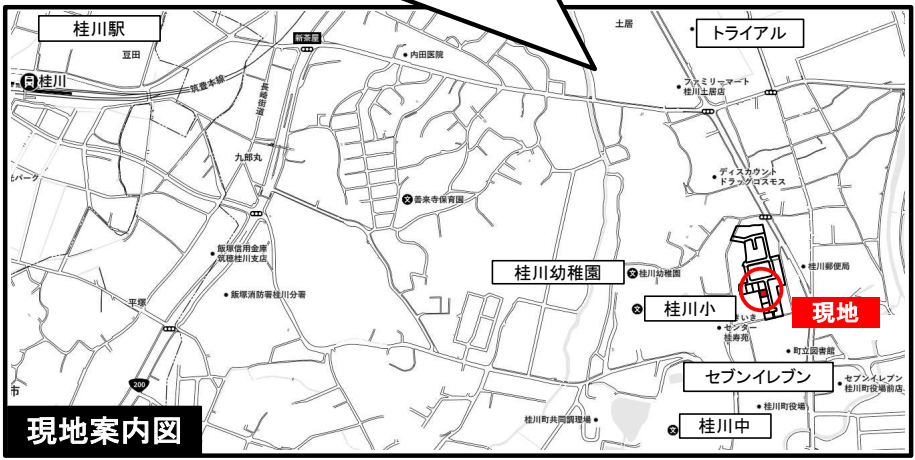 桂川駅
土居
トライアル
新茶屋
豆田
内田医院
桂川
筑豊本線
長崎街道
ファミリーマート
桂川土居店
九郎丸
パーク
ディスカウント
ドラッグコスモス
文 善来寺保育園
飯塚信用金庫
筑穂桂川支店
桂川幼稚園
文 桂川幼稚園
桂川郵便局
飯塚消防署桂川分署
文
桂川小
現地
平塚
いき
センター
桂寿苑
町立図書館
200
セブンイレブン
セブンイレブン
桂川町役場前店
市
桂川町役場
現地案内図
桂川町共同調理場
文
桂川中